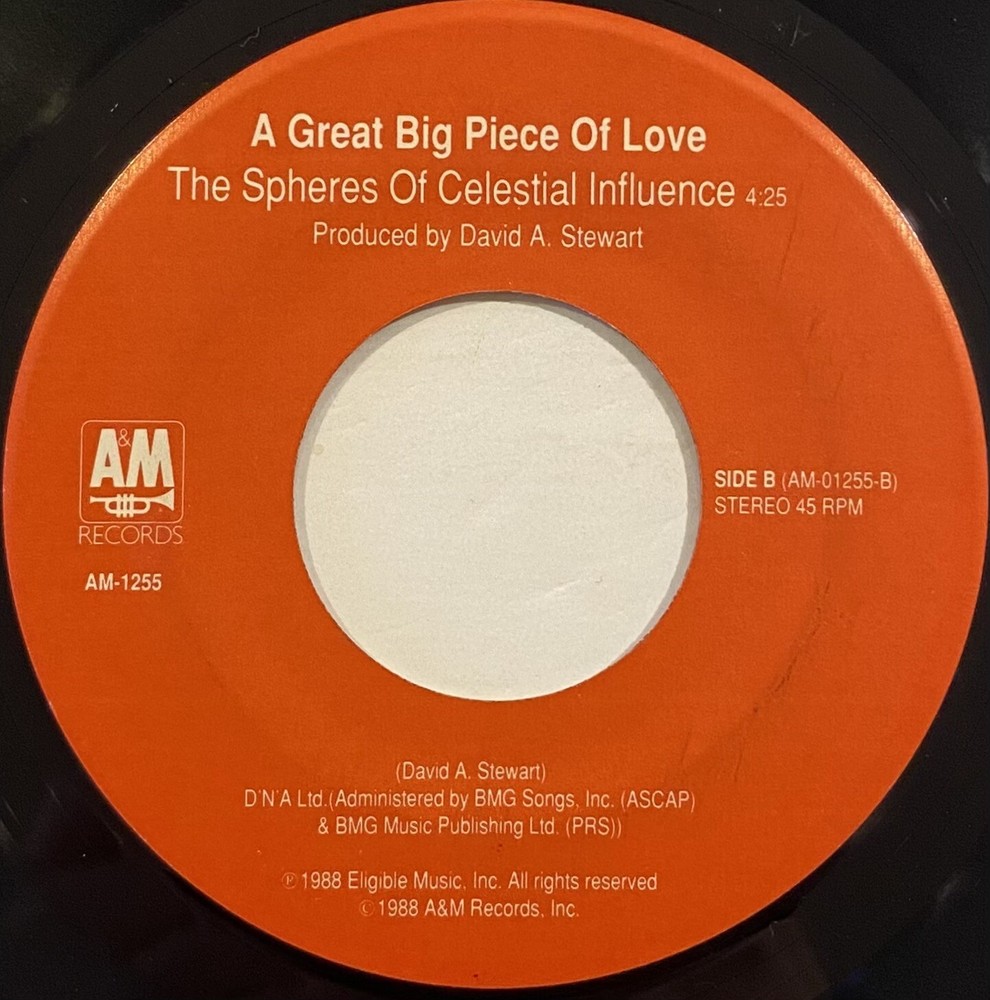 A Great Big Piece Of Love
The Spheres Of Celestial Influence 4:25
Produced by David A. Stewart
A&M
RECORDS
AM-1255
SIDE B (AM-01255-B)
STEREO 45 RPM
(David A. Stewart)
D'N'A Ltd.(Administered by BMG Songs, Inc. (ASCAP)
& BMG Music Publishing Ltd. (PRS))
℗1988 Eligible Music, Inc. All rights reserved
©1988 A&M Records, Inc.